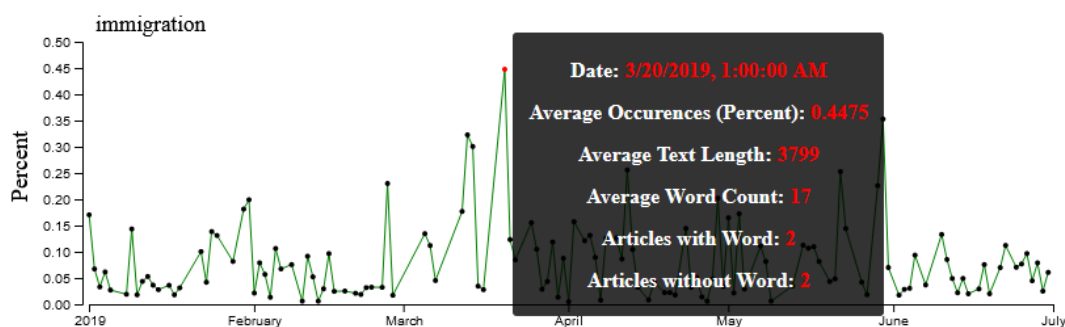 immigration
0.50
0.45
0.40
0.35
0.30
0.25
0.20
0.15
0.10
0.05
0.00
Percent
Date: 3/20/2019, 1:00:00 AM
Average Occurences (Percent): 0.4475
Average Text Length: 3799
Average Word Count: 17
Articles with Word: 2
Articles without Word: 2
2019 February March April May June July